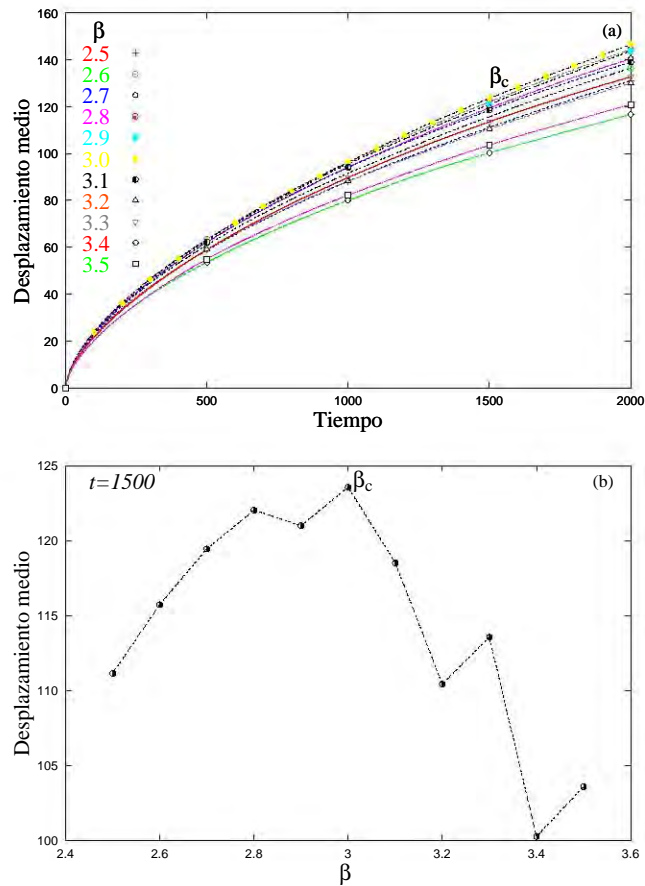 160
(a)
140
β
2.5
βc
120
2.6
2.7
100
2.8
2.9
80
3.0
3.1
60
3.2
3.3
40
3.4
3.5
20
0
Desplazamiento medio
0 500 1000 1500 2000
Tiempo
125
t=1500
βc
(b)
120
115
110
105
100
Desplazamiento medio
2.4 2.6 2.8 3 3.2 3.4 3.6
β